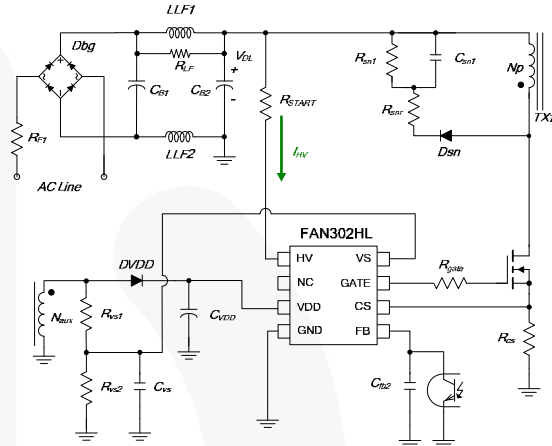 LLF1
Dbg
RLF
VDL
+
-
CB1
CB2
RSTART
Rsn1
Csn1
Np
Rsnr
TX1
Dsn
RF1
LLF2
AC Line
IHV
FAN302HL
HV
VS
NC
GATE
VDD
CS
GND
FB
DVDD
Rgate
Naux
Rvs1
CVDD
Rcs
Rvs2
Cvs
Cfb2